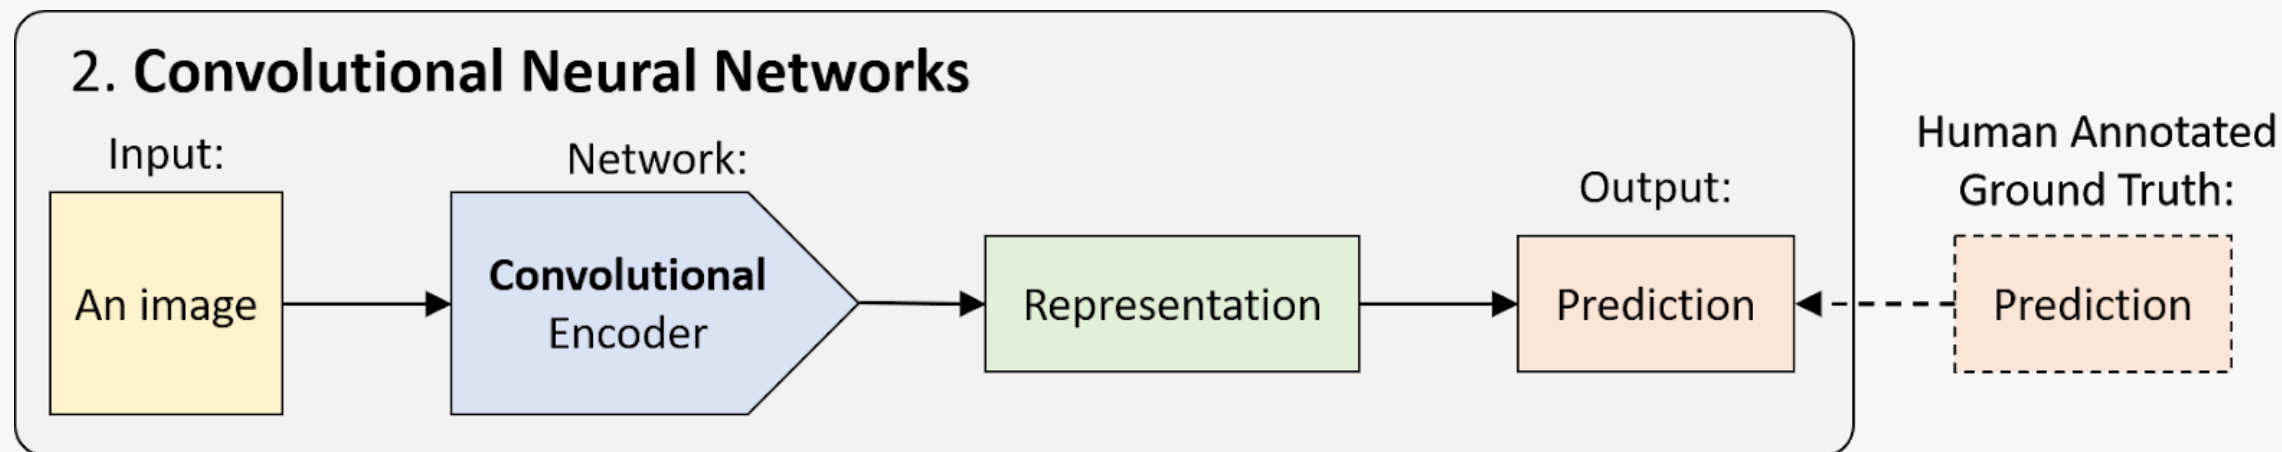 2. Convolutional Neural Networks
Input:
Network:
Output:
Human Annotated
Ground Truth:
An image
Convolutional
Encoder
Representation
Prediction
Prediction